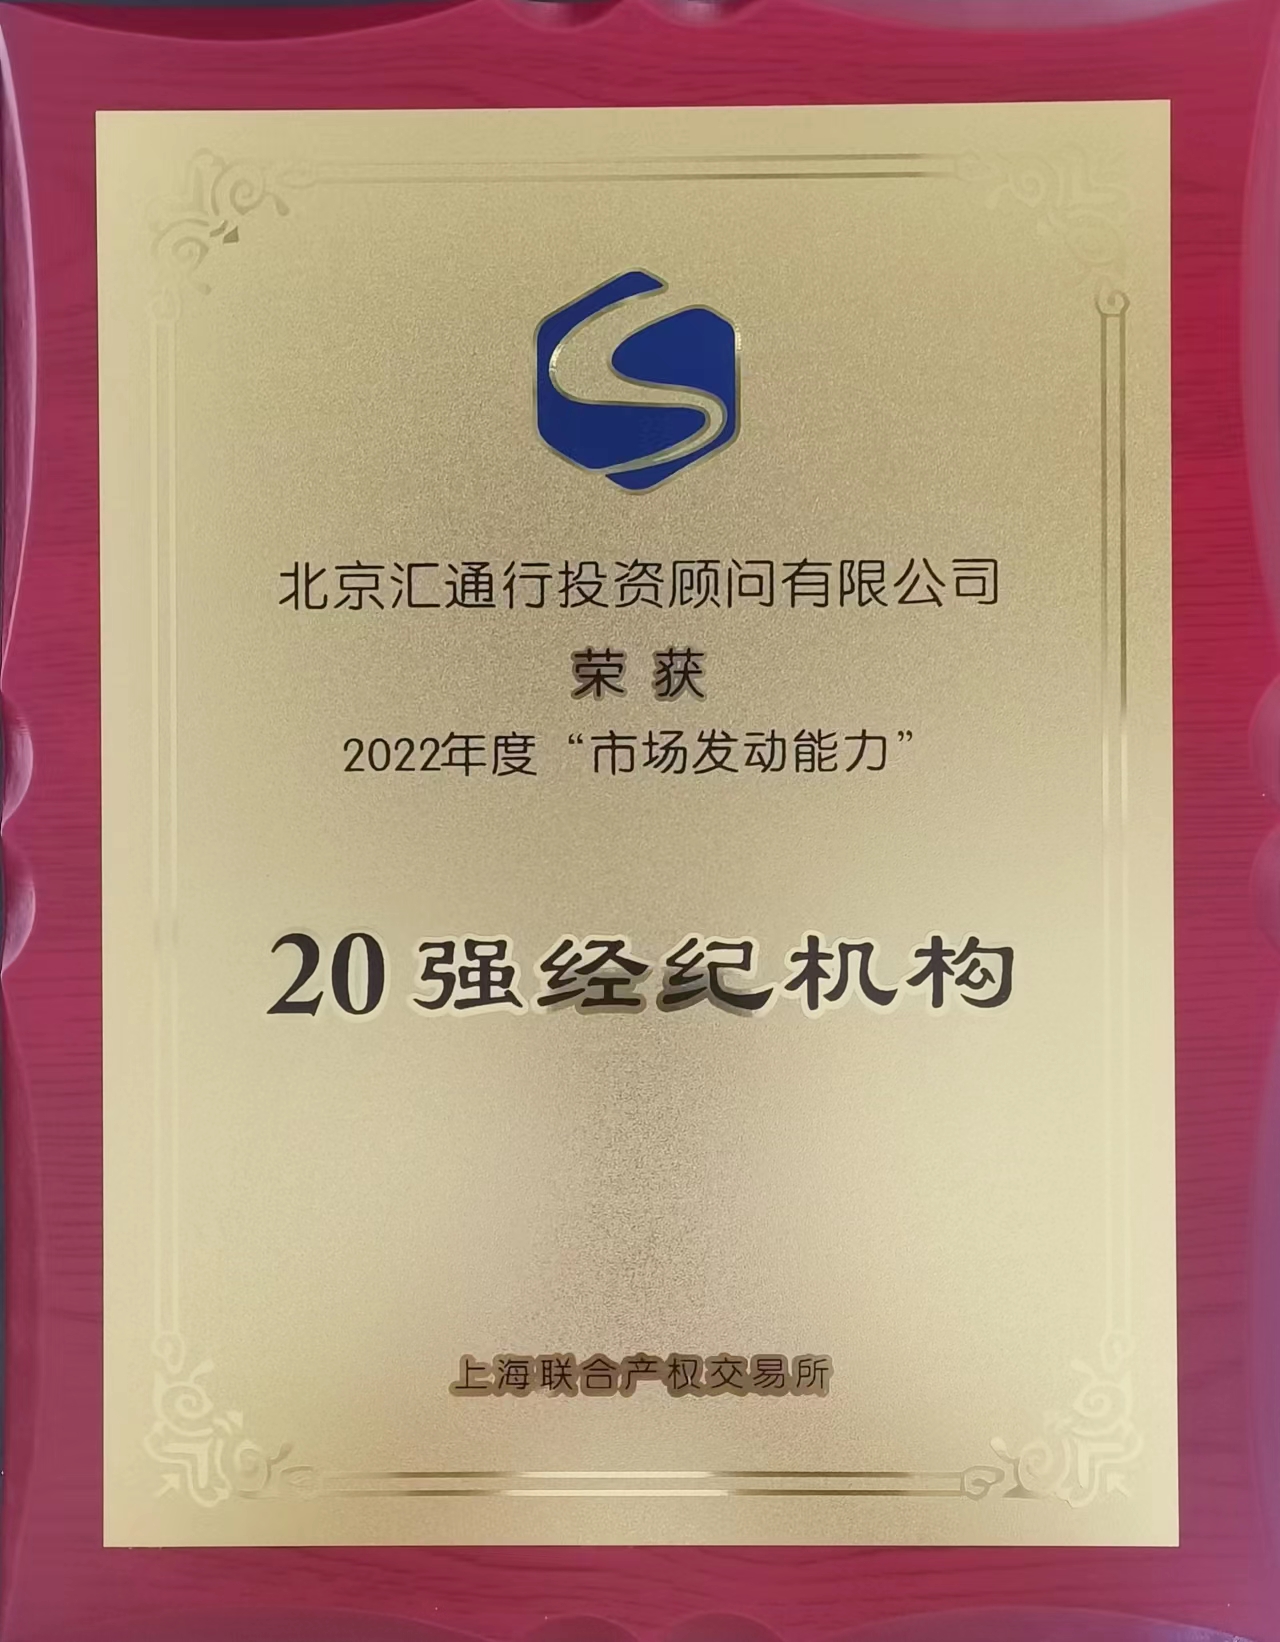 北京汇通行投资顾问有限公司
荣获
2022年度“市场发动能力”
20强经纪机构
上海联合产权交易所